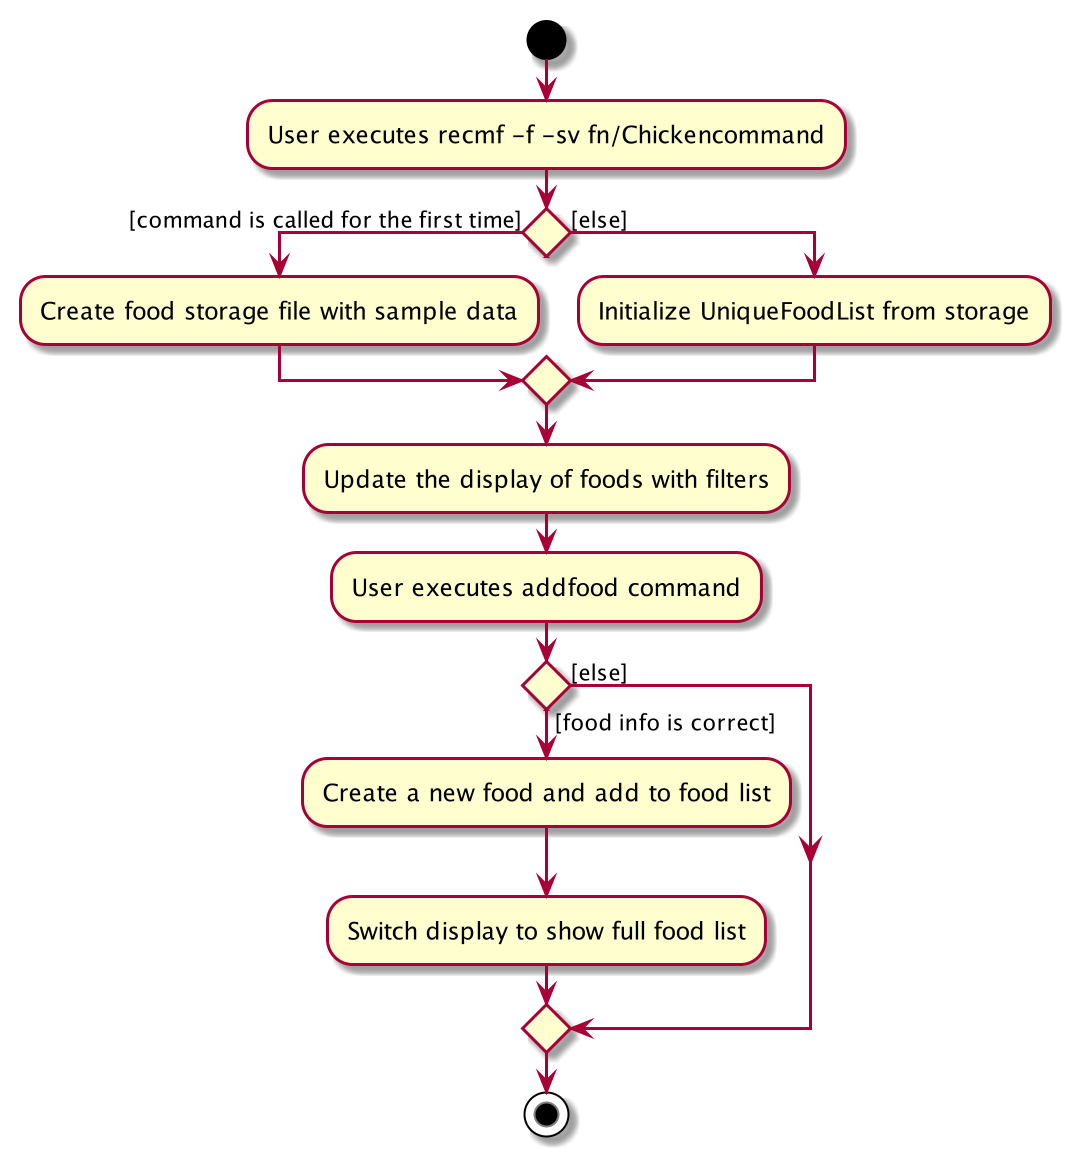 User executes recmf -f -sv fn/Chickencommand
[command is called for the first time]
[else]
Create food storage file with sample data
Initialize UniqueFoodList from storage
Update the display of foods with filters
User executes addfood command
[else]
[food info is correct]
Create a new food and add to food list
Switch display to show full food list